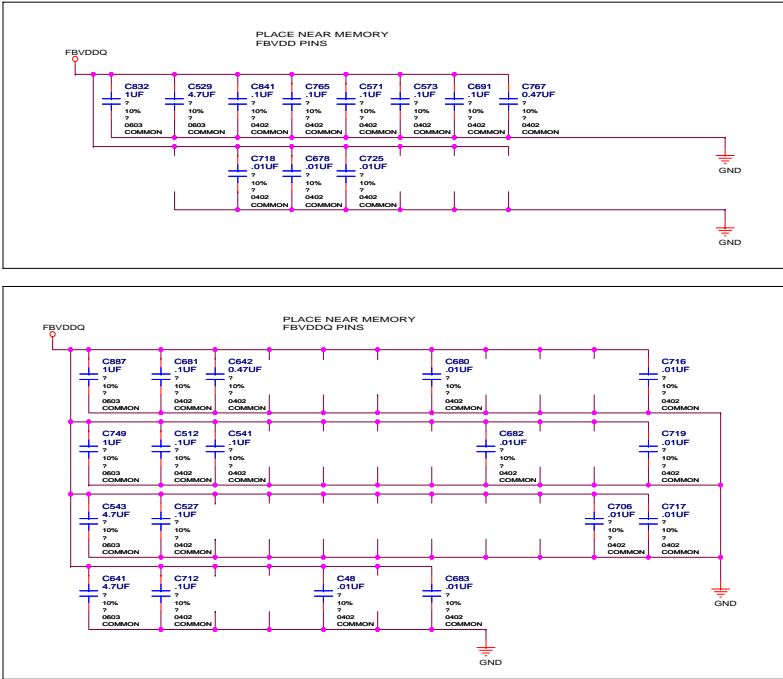 PLACE NEAR MEMORY
FBVDD PINS
FBVDDQ
C832 C529 C841 C765 C571 C573 C691 C767
1UF 4.7UF .1UF .1UF .1UF .1UF .1UF 0.47UF
? ? ? ? ? ? ? ?
10% 10% 10% 10% 10% 10% 10% 10%
? ? ? ? ? ? ? ?
0603 0603 0402 0402 0402 0402 0402 0402
COMMON COMMON COMMON COMMON COMMON COMMON COMMON COMMON
C718 C678 C725
.01UF .01UF .01UF
GND
? ? ?
10% 10% 10%
? ? ?
0402 0402 0402
COMMON COMMON COMMON
GND
PLACE NEAR MEMORY
FBVDDQ PINS
FBVDDQ
C887 C681 C642 C680 C716
1UF .1UF 0.47UF .01UF .01UF
? ? ? ? ?
10% 10% 10% 10% 10%
? ? ? ? ?
0603 0402 0402 0402 0402
COMMON COMMON COMMON COMMON COMMON
C749 C512 C541 C682 C719
1UF .1UF .1UF .01UF .01UF
? ? ? ? ?
10% 10% 10% 10% 10%
? ? ? ? ?
0603 0402 0402 0402 0402
COMMON COMMON COMMON COMMON COMMON
C543 C527 C706 C717
4.7UF .1UF .01UF .01UF
? ? ? ?
10% 10% 10% 10%
? ? ? ?
0603 0402 0402 0402
COMMON COMMON COMMON COMMON
C641 C712 C48 C683
4.7UF .1UF .01UF .01UF
? ? ? ?
10% 10% 10% 10%
GND
? ? ? ?
0603 0402 0402 0402
COMMON COMMON COMMON COMMON
GND